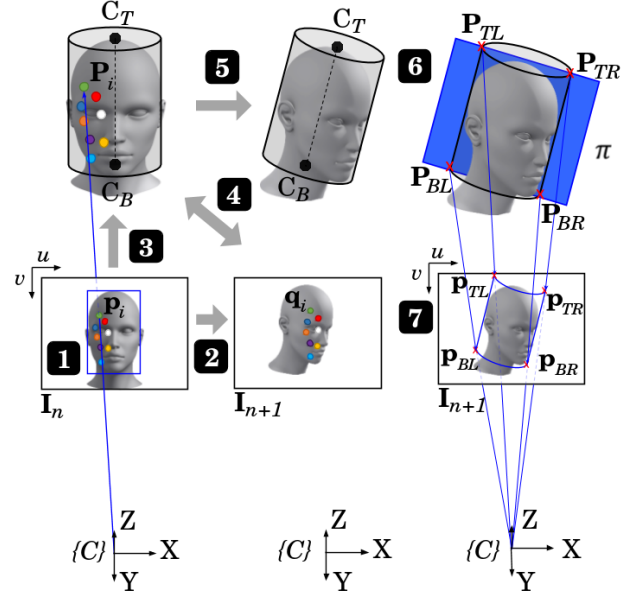 C_T
C_T
P_TL
5
6
P_i
P_TR
π
C_B
C_B
P_BL
4
P_BR
3
u
v
u
v
p_i
q_i
p_TL
p_TR
1
2
7
p_BL
p_BR
I_n
I_n+1
I_n+1
Z
Z
Z
{C}
X
{C}
X
{C}
X
Y
Y
Y